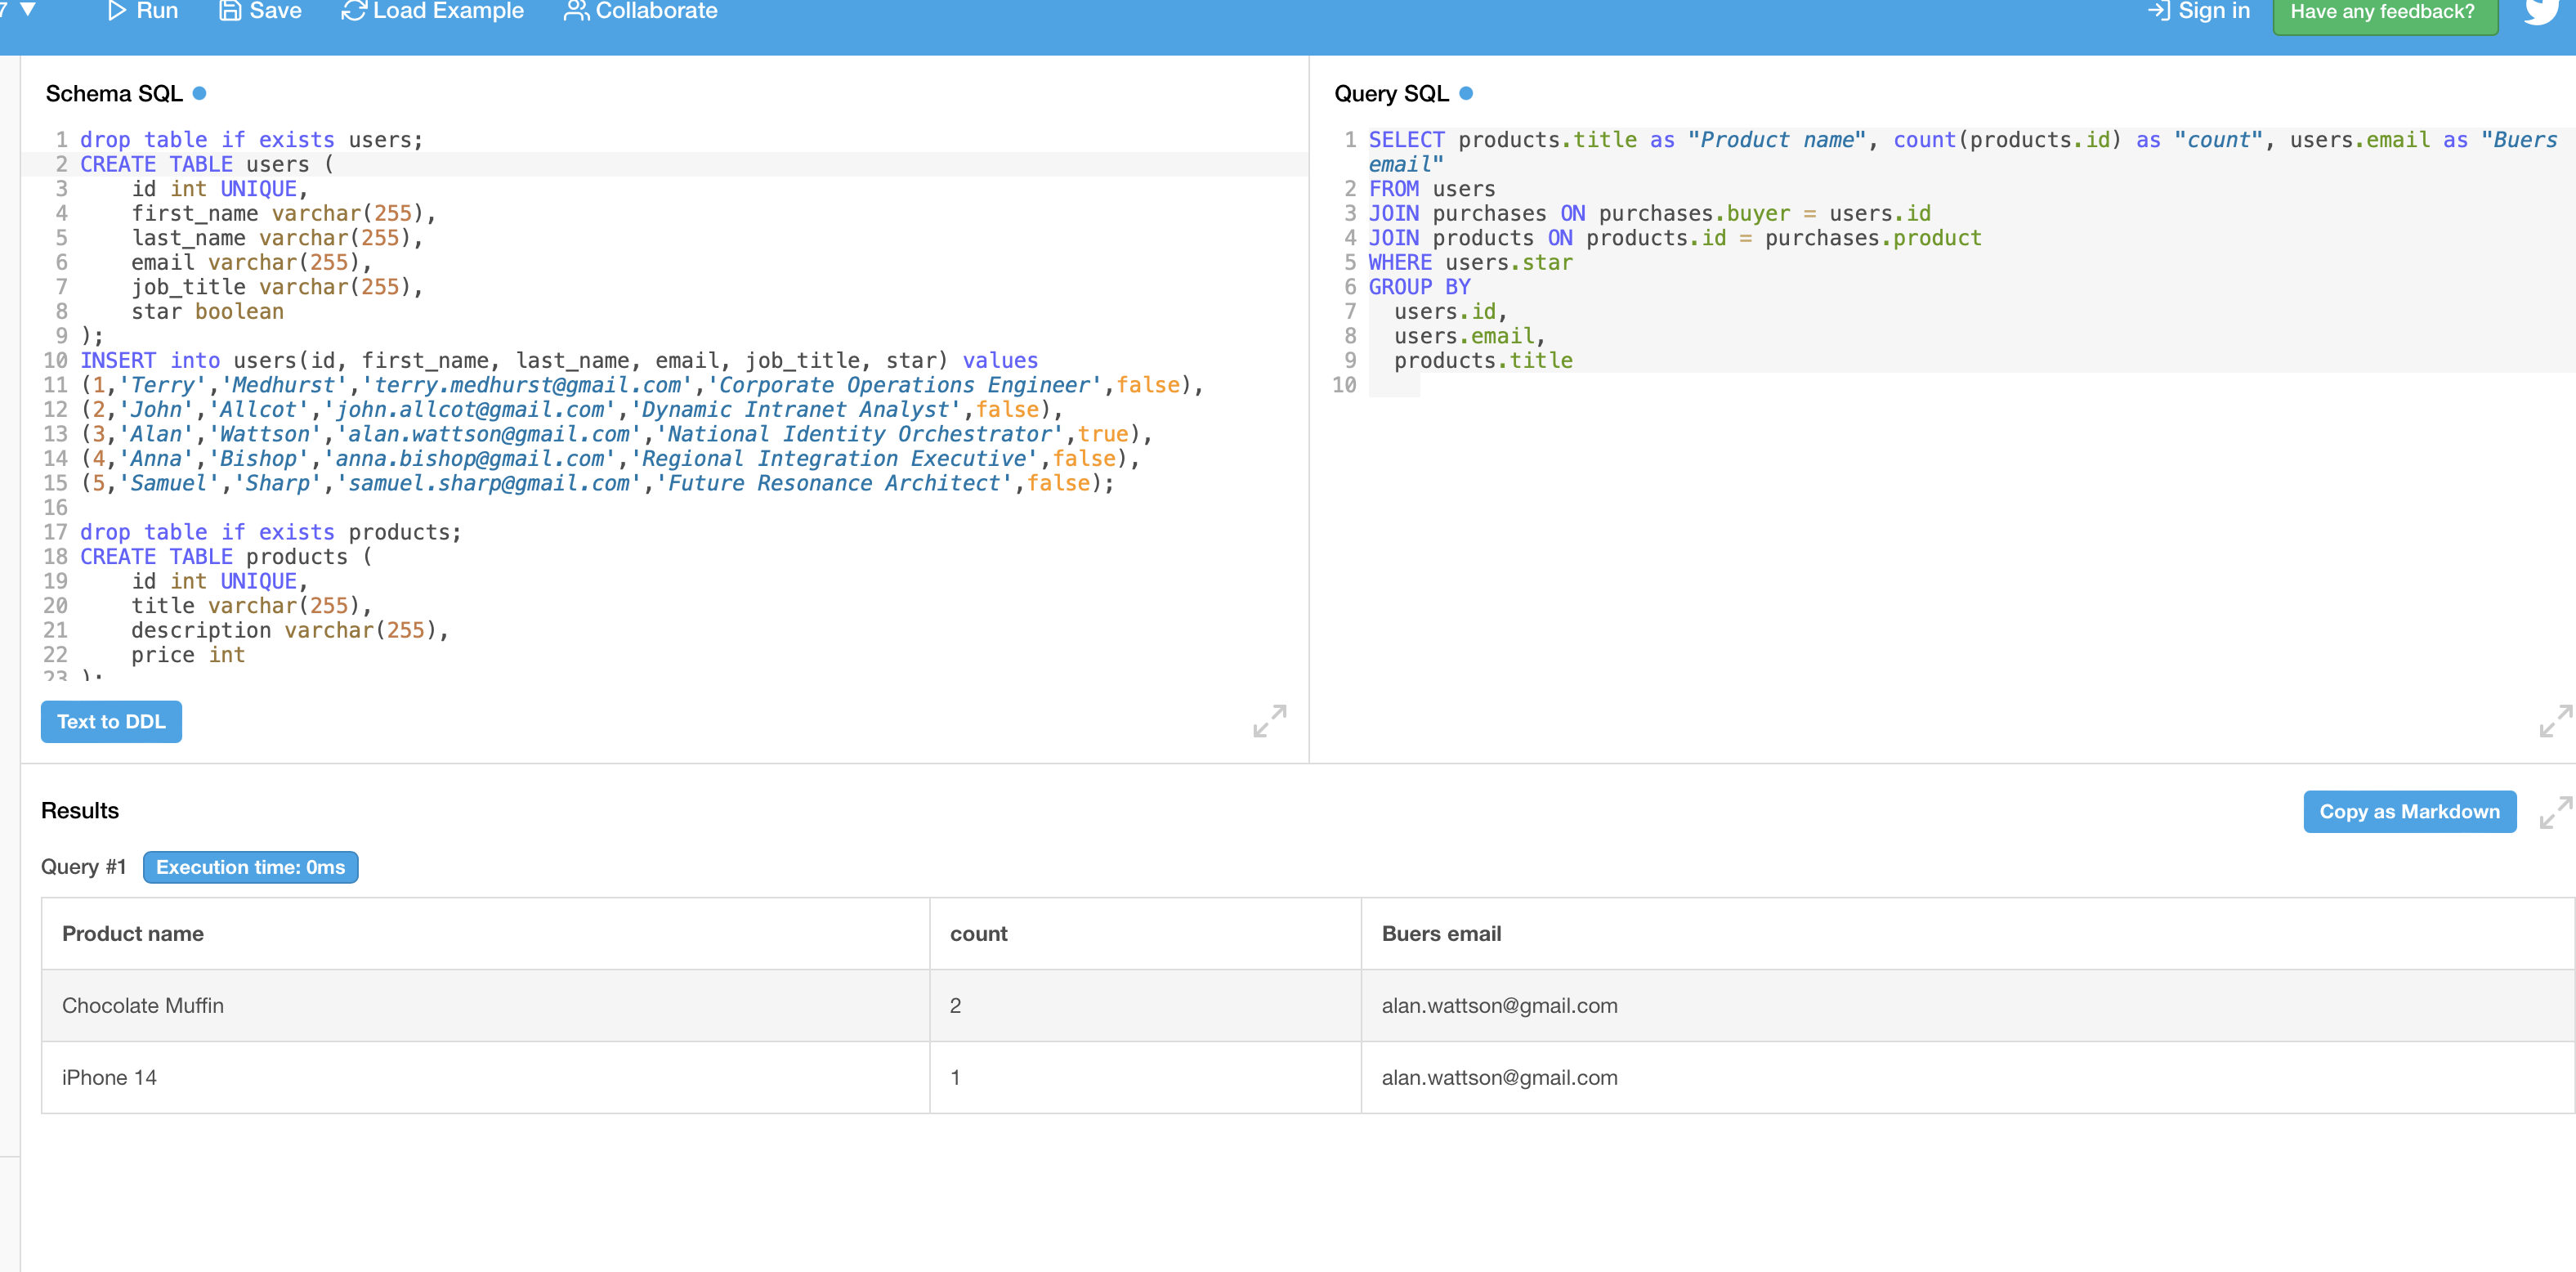 7 ▼ Run Save Load Example Collaborate Sign in Have any feedback?
Schema SQL
1 drop table if exists users;
2 CREATE TABLE users (
3 id int UNIQUE,
4 first_name varchar(255),
5 last_name varchar(255),
6 email varchar(255),
7 job_title varchar(255),
8 star boolean
9 );
10 INSERT into users(id, first_name, last_name, email, job_title, star) values
11 (1,'Terry','Medhurst','terry.medhurst@gmail.com','Corporate Operations Engineer',false),
12 (2,'John','Allcot','john.allcot@gmail.com','Dynamic Intranet Analyst',false),
13 (3,'Alan','Wattson','alan.wattson@gmail.com','National Identity Orchestrator',true),
14 (4,'Anna','Bishop','anna.bishop@gmail.com','Regional Integration Executive',false),
15 (5,'Samuel','Sharp','samuel.sharp@gmail.com','Future Resonance Architect',false);
16
17 drop table if exists products;
18 CREATE TABLE products (
19 id int UNIQUE,
20 title varchar(255),
21 description varchar(255),
22 price int
23 );
Text to DDL
Query SQL
1 SELECT products.title as "Product name", count(products.id) as "count", users.email as "Buers
email"
2 FROM users
3 JOIN purchases ON purchases.buyer = users.id
4 JOIN products ON products.id = purchases.product
5 WHERE users.star
6 GROUP BY
7 users.id,
8 users.email,
9 products.title
10
Results
Copy as Markdown
Query #1 Execution time: 0ms
Product name count Buers email
Chocolate Muffin 2 alan.wattson@gmail.com
iPhone 14 1 alan.wattson@gmail.com